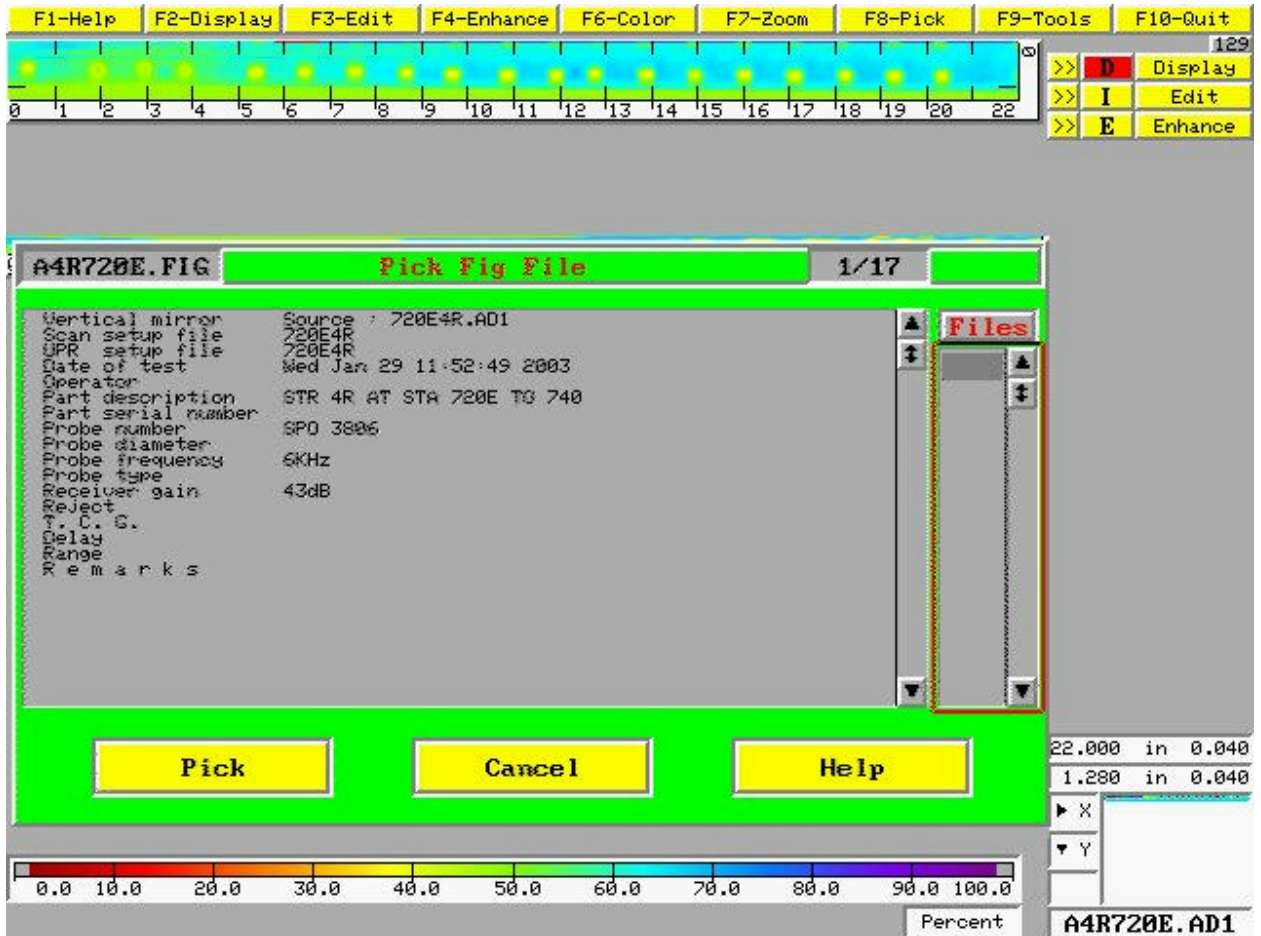 F1-Help F2-Display F3-Edit F4-Enhance F6-Color F7-Zoom F8-Pick F9-Tools F10-Quit
129
>> D Display
>> I Edit
>> E Enhance
0 1 2 3 4 5 6 7 8 9 10 11 12 13 14 15 16 17 18 19 20 22
A4R720E.FIG Pick Fig File 1/17
Files
Vertical mirror Source : 720E4R.AD1
Scan setup file 720E4R
UPR setup file 720E4R
Date of test Wed Jan 29 11:52:49 2003
Operator
Part description STR 4R AT STA 720E TO 740
Part serial number
Probe number SPO 3806
Probe diameter
Probe frequency 6KHz
Probe type
Receiver gain 43dB
Reject
T. C. G.
Delay
Range
R e m a r k s
Pick Cancel Help
22.000 in 0.040
1.280 in 0.040
X
Y
0.0 10.0 20.0 30.0 40.0 50.0 60.0 70.0 80.0 90.0 100.0
Percent
A4R720E.AD1